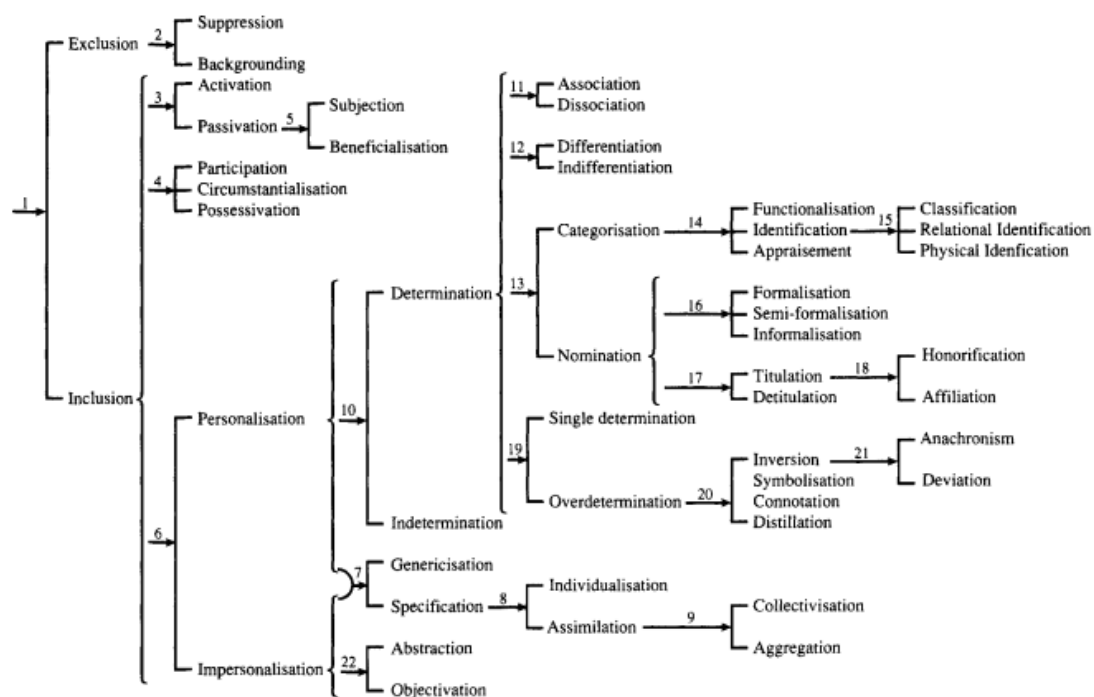 Suppression
2
Exclusion
Backgrounding
Activation
3
5
Subjection
Passivation
Beneficialisation
Participation
4
Circumstantialisation
Possessivation
1
Inclusion
6
Personalisation
Impersonalisation
10
Determination
Indetermination
7
Genericisation
Specification
8
Individualisation
Assimilation
9
Collectivisation
Aggregation
22
Abstraction
Objectivation
11
Association
Dissociation
12
Differentiation
Indifferentiation
13
Categorisation
14
Functionalisation
Identification
Appraisement
15
Classification
Relational Identification
Physical Idenfication
Nomination
16
Formalisation
Semi-formalisation
Informalisation
17
Titulation
Detitulation
18
Honorification
Affiliation
19
Single determination
Overdetermination
20
Inversion
Symbolisation
Connotation
Distillation
21
Anachronism
Deviation